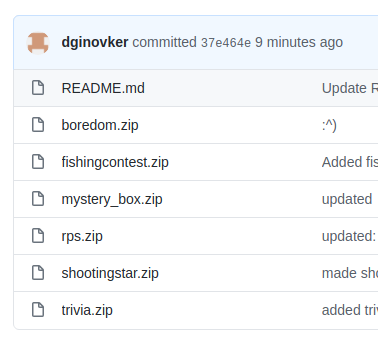 dginovker committed 37e464e 9 minutes ago
README.md Update R
boredom.zip :^)
fishingcontest.zip Added fis
mystery_box.zip updated
rps.zip updated:
shootingstar.zip made sho
trivia.zip added triv